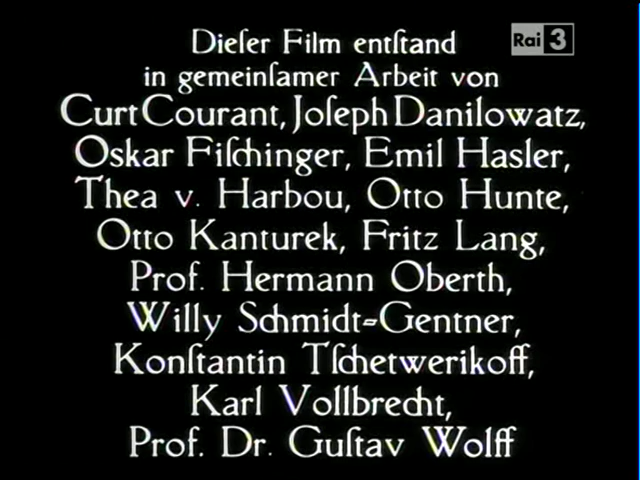 Dieſer Film entſtand
in gemeinſamer Arbeit von
Curt Courant, Joſeph Danilowatz,
Oskar Fiſchinger, Emil Hasler,
Thea v. Harbou, Otto Hunte,
Otto Kanturek, Fritz Lang,
Prof. Hermann Oberth,
Willy Schmidt=Gentner,
Konſtantin Tſchetwerikoff,
Karl Vollbrecht,
Prof. Dr. Guſtav Wolff
Rai 3